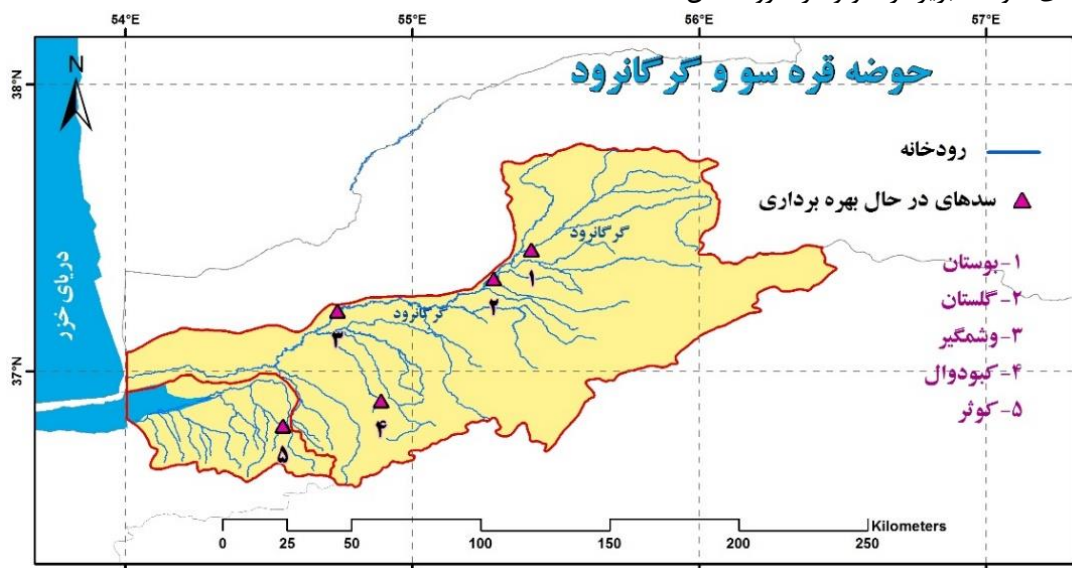 54°E 55°E 56°E 57°E
38°N
37°N
N
حوضه قره سو و گرگانرود
رودخانه
سدهای در حال بهره برداری
۱-بوستان
۲-گلستان
۳-وشمگیر
۴-کبودوال
۵-کوثر
دریای خزر
گرگانرود
۱
۲
گرگانرود
۳
۴
۵
Kilometers
0 25 50 100 150 200 250